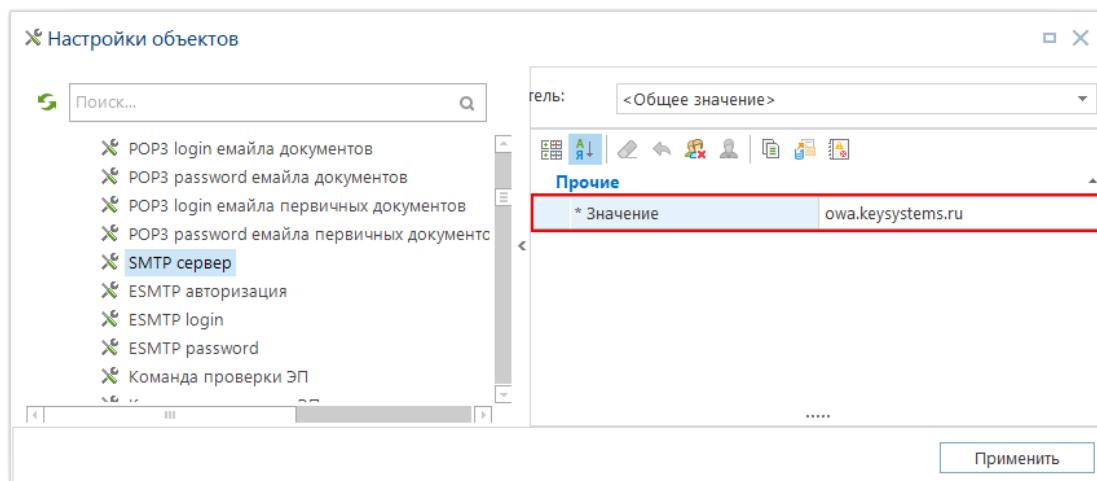 Настройки объектов
Поиск...
POP3 login емайла документов
POP3 password емайла документов
POP3 login емайла первичных документов
POP3 password емайла первичных документо
SMTP сервер
ESMTP авторизация
ESMTP login
ESMTP password
Команда проверки ЭП
тель:
<Общее значение>
Прочие
* Значение owa.keysystems.ru
Применить